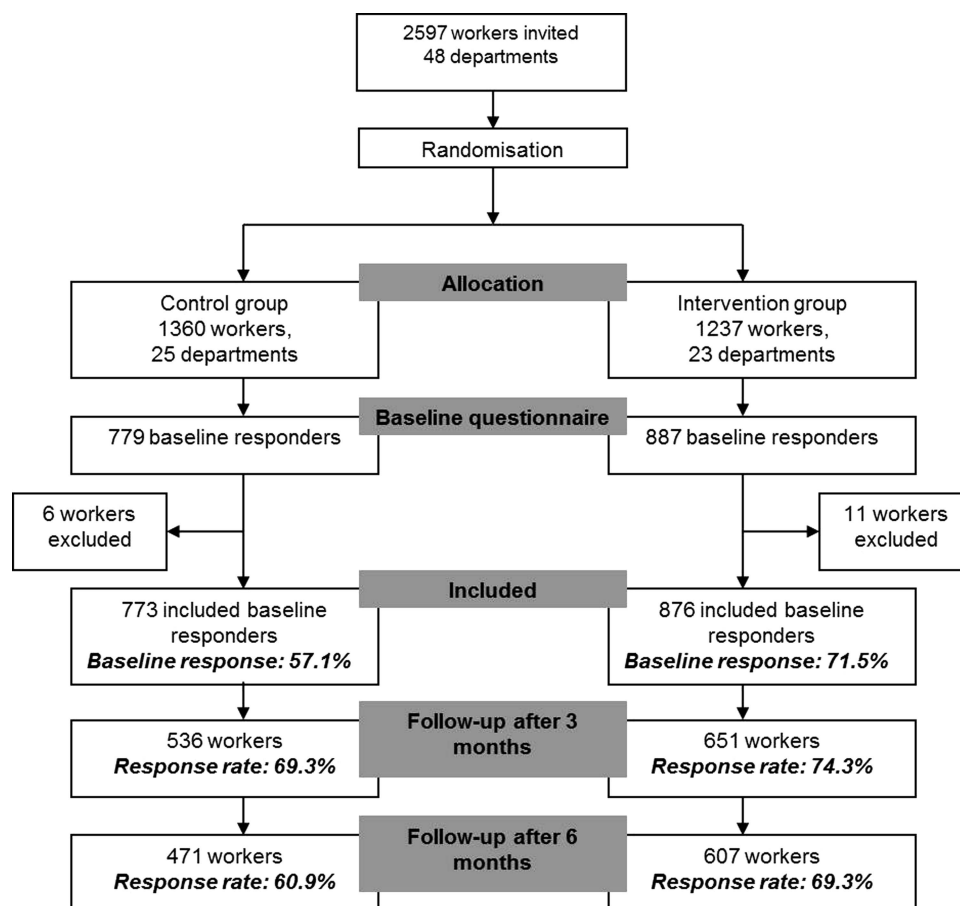 2597 workers invited
48 departments
Randomisation
Allocation
Control group
1360 workers,
25 departments
Intervention group
1237 workers,
23 departments
Baseline questionnaire
779 baseline responders
887 baseline responders
6 workers
excluded
11 workers
excluded
Included
773 included baseline
responders
Baseline response: 57.1%
876 included baseline
responders
Baseline response: 71.5%
Follow-up after 3
months
536 workers
Response rate: 69.3%
651 workers
Response rate: 74.3%
Follow-up after 6
months
471 workers
Response rate: 60.9%
607 workers
Response rate: 69.3%